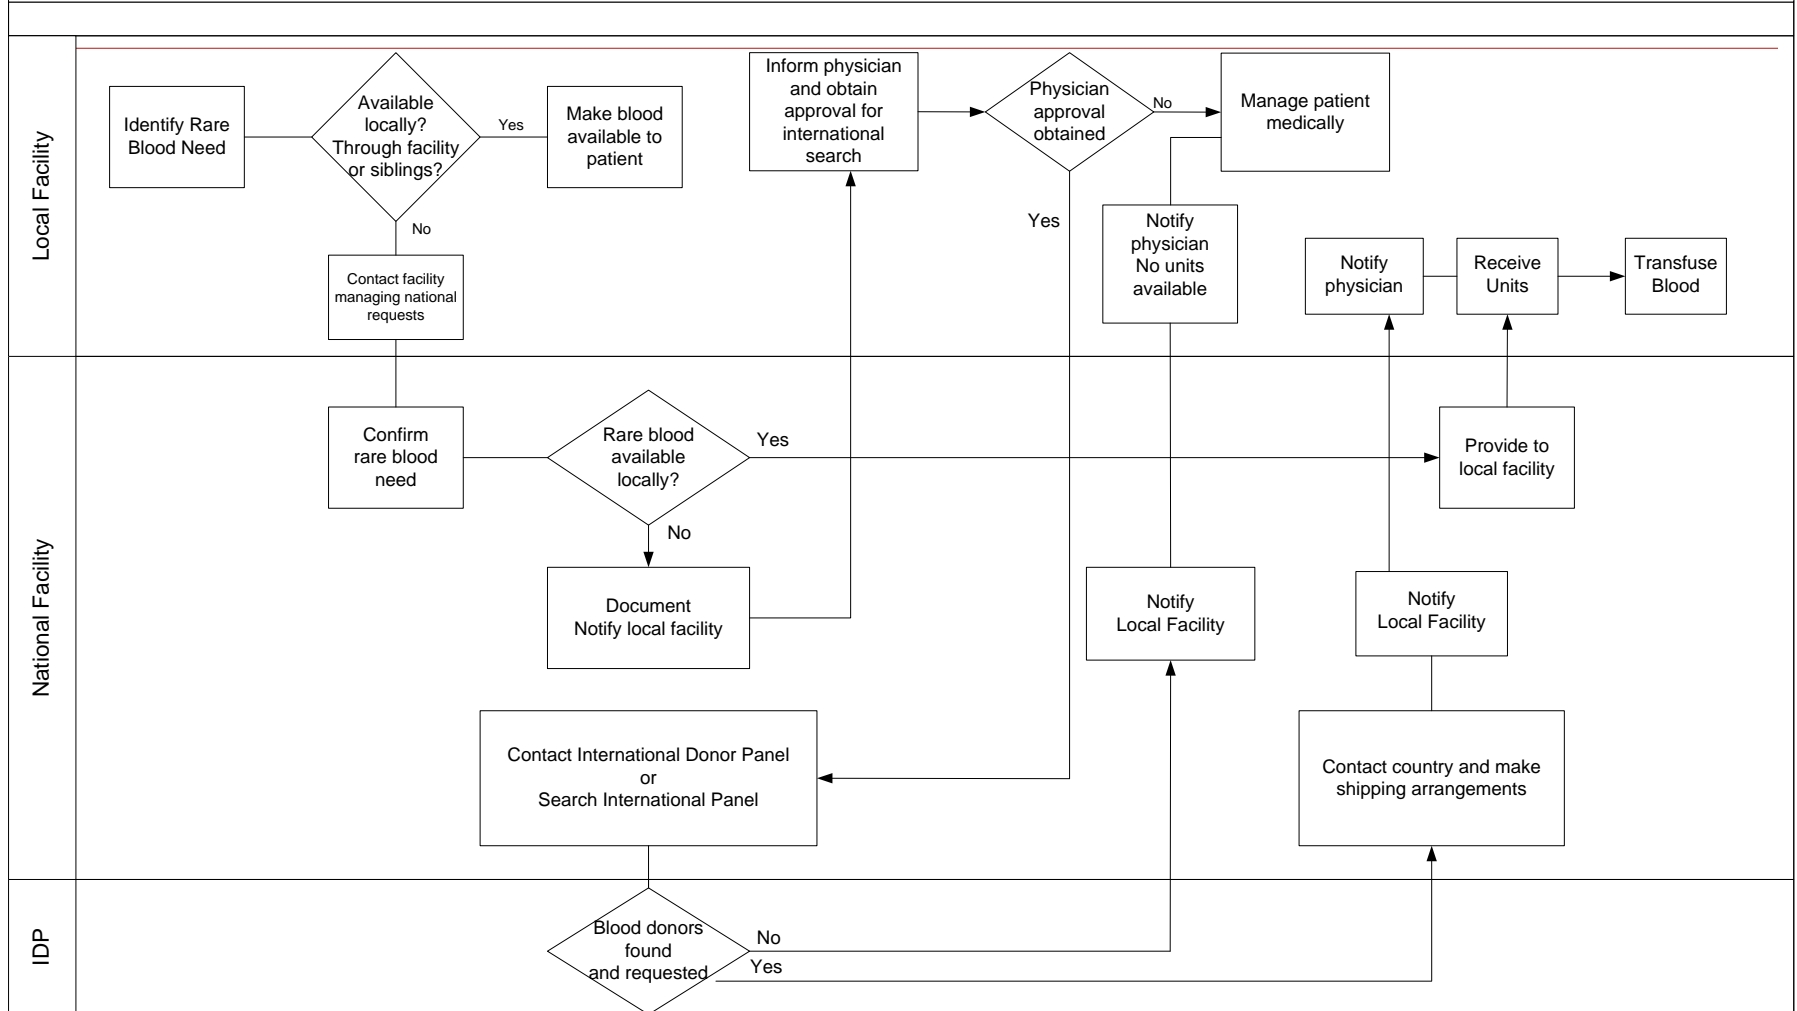 Local Facility
Identify Rare
Blood Need
Available
locally?
Through facility
or siblings?
Yes
Make blood
available to
patient
No
Contact facility
managing national
requests
Inform physician
and obtain
approval for
international
search
Physician
approval
obtained
No
Manage patient
medically
Yes
Notify
physician
No units
available
Notify
physician
Receive
Units
Transfuse
Blood
National Facility
Confirm
rare blood
need
Rare blood
available
locally?
Yes
Provide to
local facility
No
Document
Notify local facility
Notify
Local Facility
Notify
Local Facility
Contact International Donor Panel
or
Search International Panel
Contact country and make
shipping arrangements
IDP
Blood donors
found
and requested
No
Yes